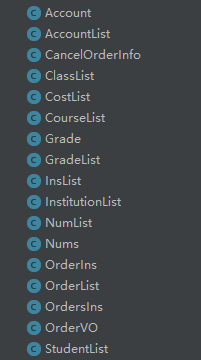 Account
AccountList
CancelOrderInfo
ClassList
CostList
CourseList
Grade
GradeList
InsList
InstitutionList
NumList
Nums
OrderIns
OrderList
OrdersIns
OrderVO
StudentList